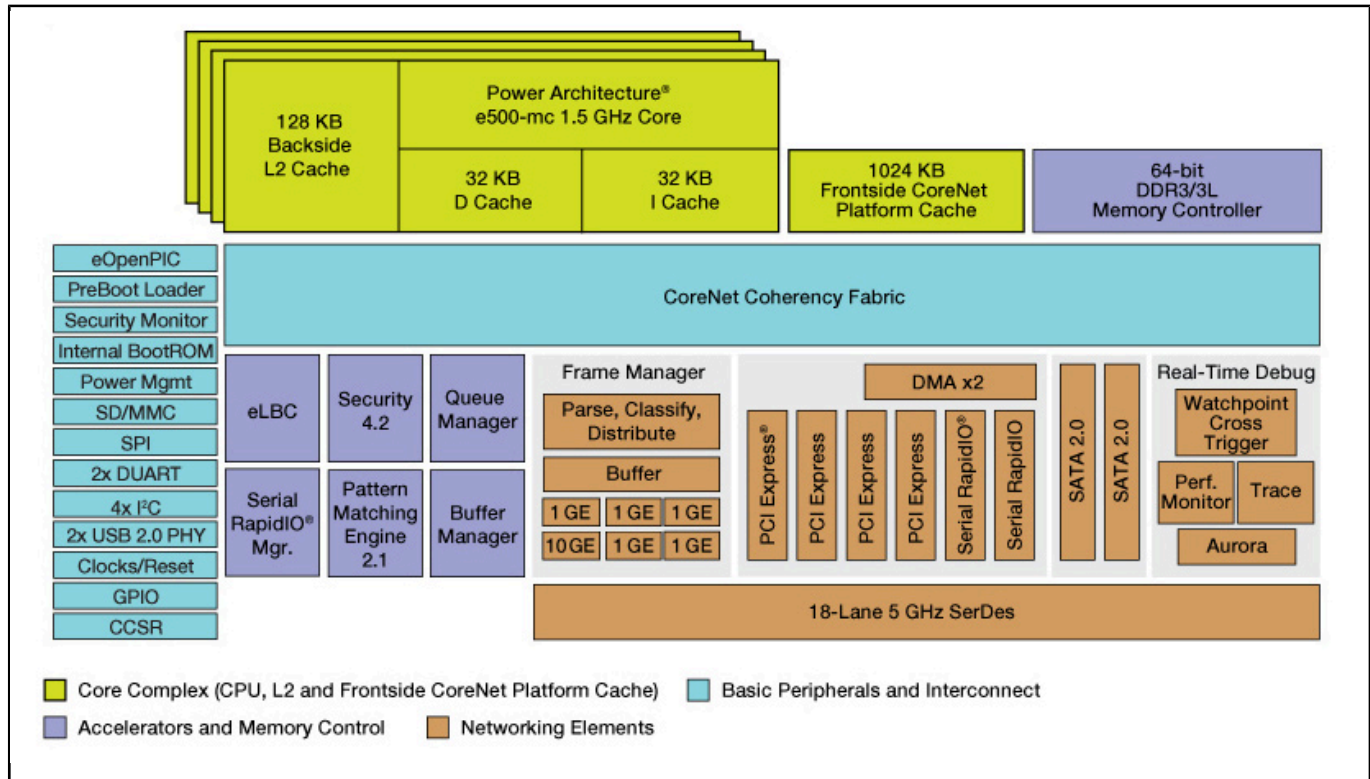 Power Architecture®
e500-mc 1.5 GHz Core
128 KB
Backside
L2 Cache
32 KB
D Cache
32 KB
I Cache
1024 KB
Frontside CoreNet
Platform Cache
64-bit
DDR3/3L
Memory Controller
eOpenPIC
PreBoot Loader
Security Monitor
Internal BootROM
Power Mgmt
SD/MMC
SPI
2x DUART
4x I²C
2x USB 2.0 PHY
Clocks/Reset
GPIO
CCSR
CoreNet Coherency Fabric
eLBC
Security
4.2
Queue
Manager
Serial
RapidIO®
Mgr.
Pattern
Matching
Engine
2.1
Buffer
Manager
Frame Manager
Parse, Classify,
Distribute
Buffer
1 GE
1 GE
1 GE
10 GE
1 GE
1 GE
DMA x2
PCI Express®
PCI Express
PCI Express
PCI Express
Serial RapidIO®
Serial RapidIO
SATA 2.0
SATA 2.0
Real-Time Debug
Watchpoint
Cross
Trigger
Perf.
Monitor
Trace
Aurora
18-Lane 5 GHz SerDes
Core Complex (CPU, L2 and Frontside CoreNet Platform Cache)
Basic Peripherals and Interconnect
Accelerators and Memory Control
Networking Elements